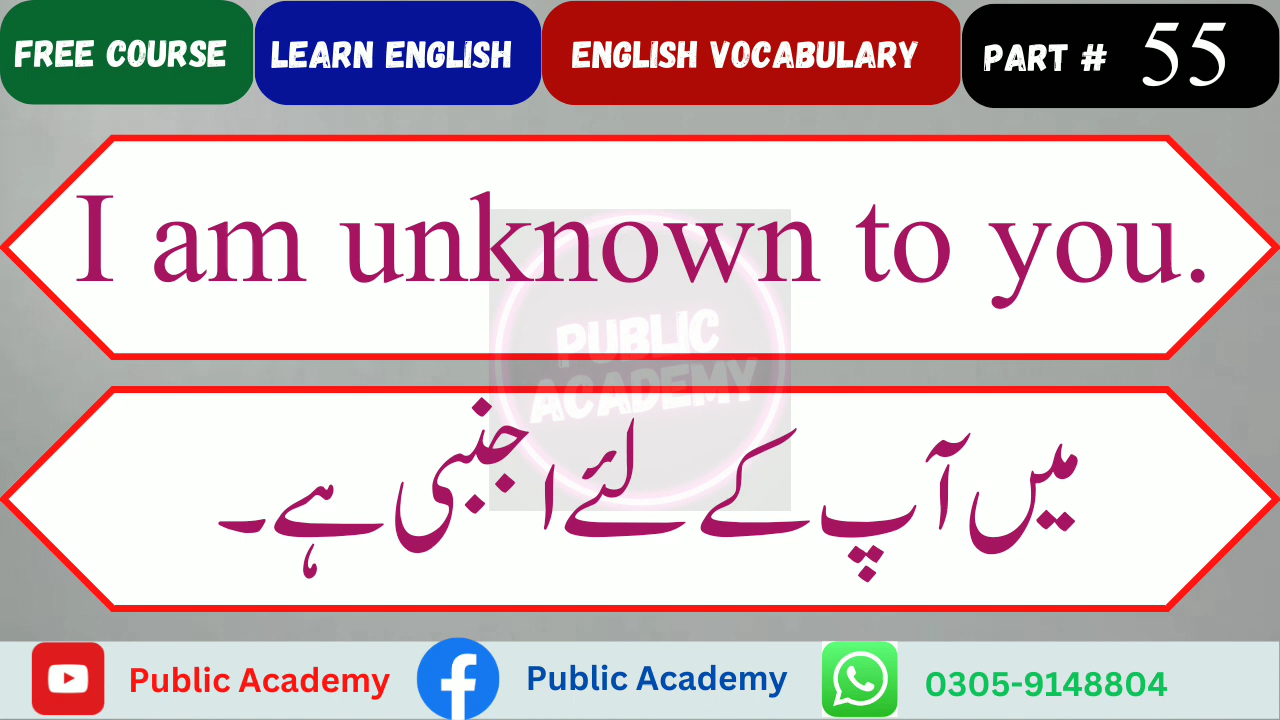 FREE COURSE
LEARN ENGLISH
ENGLISH VOCABULARY
PART # 55
I am unknown to you.
PUBLIC
ACADEMY
میں آپ کے لئے اجنبی ہے۔
Public Academy
Public Academy
0305-9148804